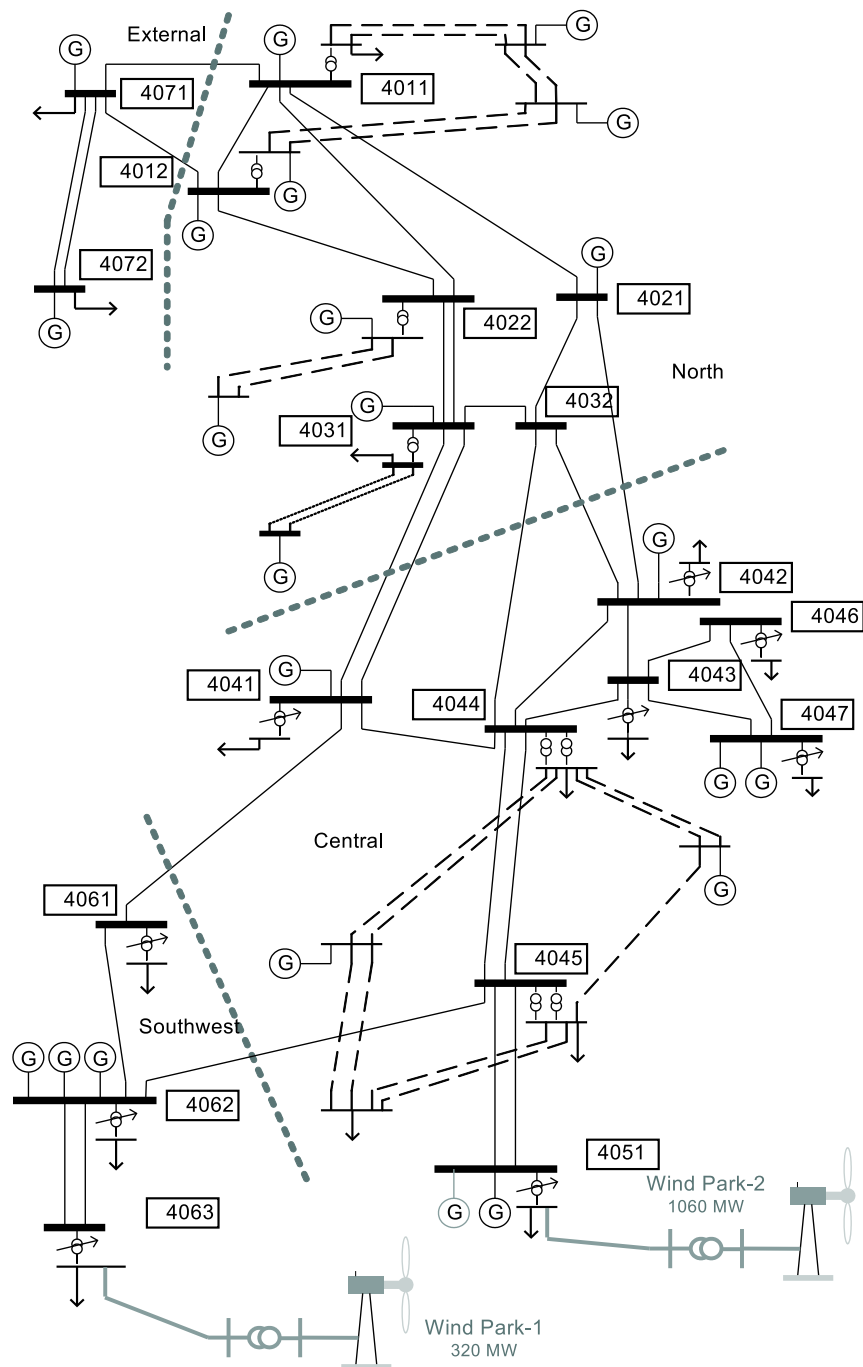 External
G
G
G
4071
4011
G
4012
G
G
4072
G
4021
G
G
4022
North
G
4032
4031
G
G
G
4042
4046
G
4041
4043
4044
4047
G
G
Central
G
4061
G
4045
Southwest
G
G
G
4062
4051
Wind Park-2
1060 MW
G
G
4063
Wind Park-1
320 MW